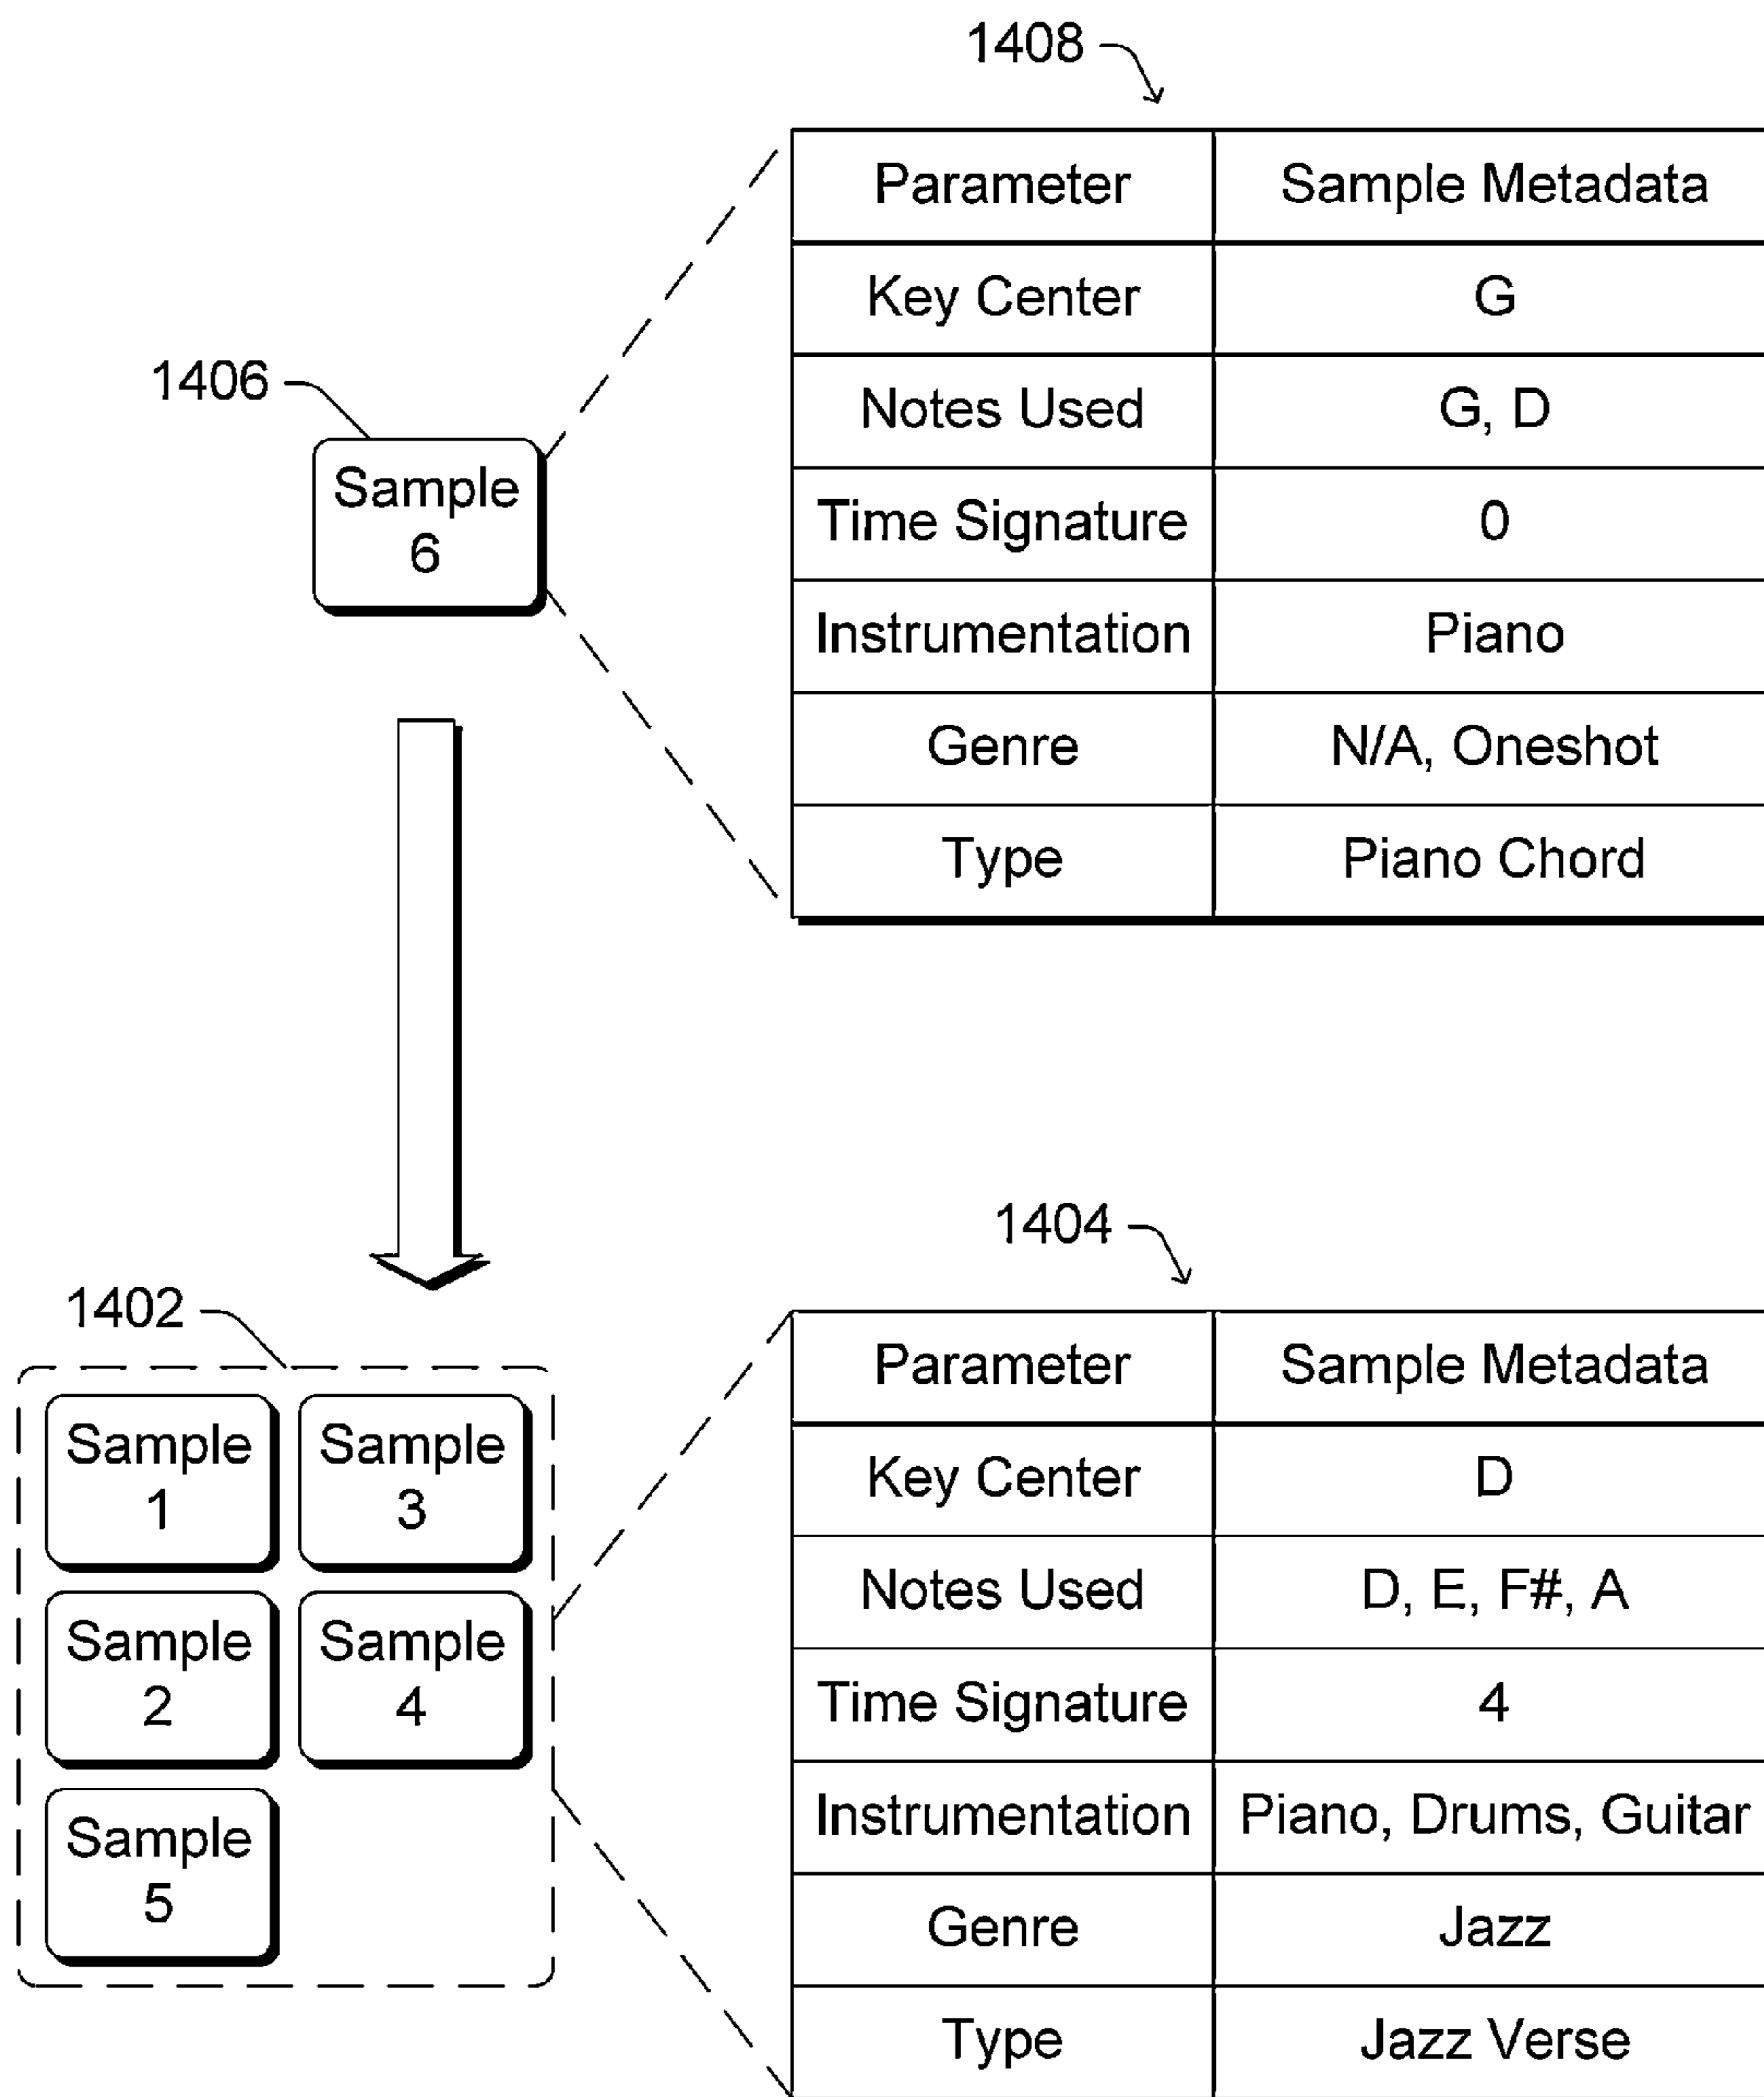 1408
Parameter Sample Metadata
Key Center G
1406
Notes Used G, D
Sample
6
Time Signature 0
Instrumentation Piano
Genre N/A, Oneshot
Type Piano Chord
1404
1402
Parameter Sample Metadata
Sample
1
Sample
3
Key Center D
Notes Used D, E, F#, A
Sample
2
Sample
4
Time Signature 4
Instrumentation Piano, Drums, Guitar
Sample
5
Genre Jazz
Type Jazz Verse